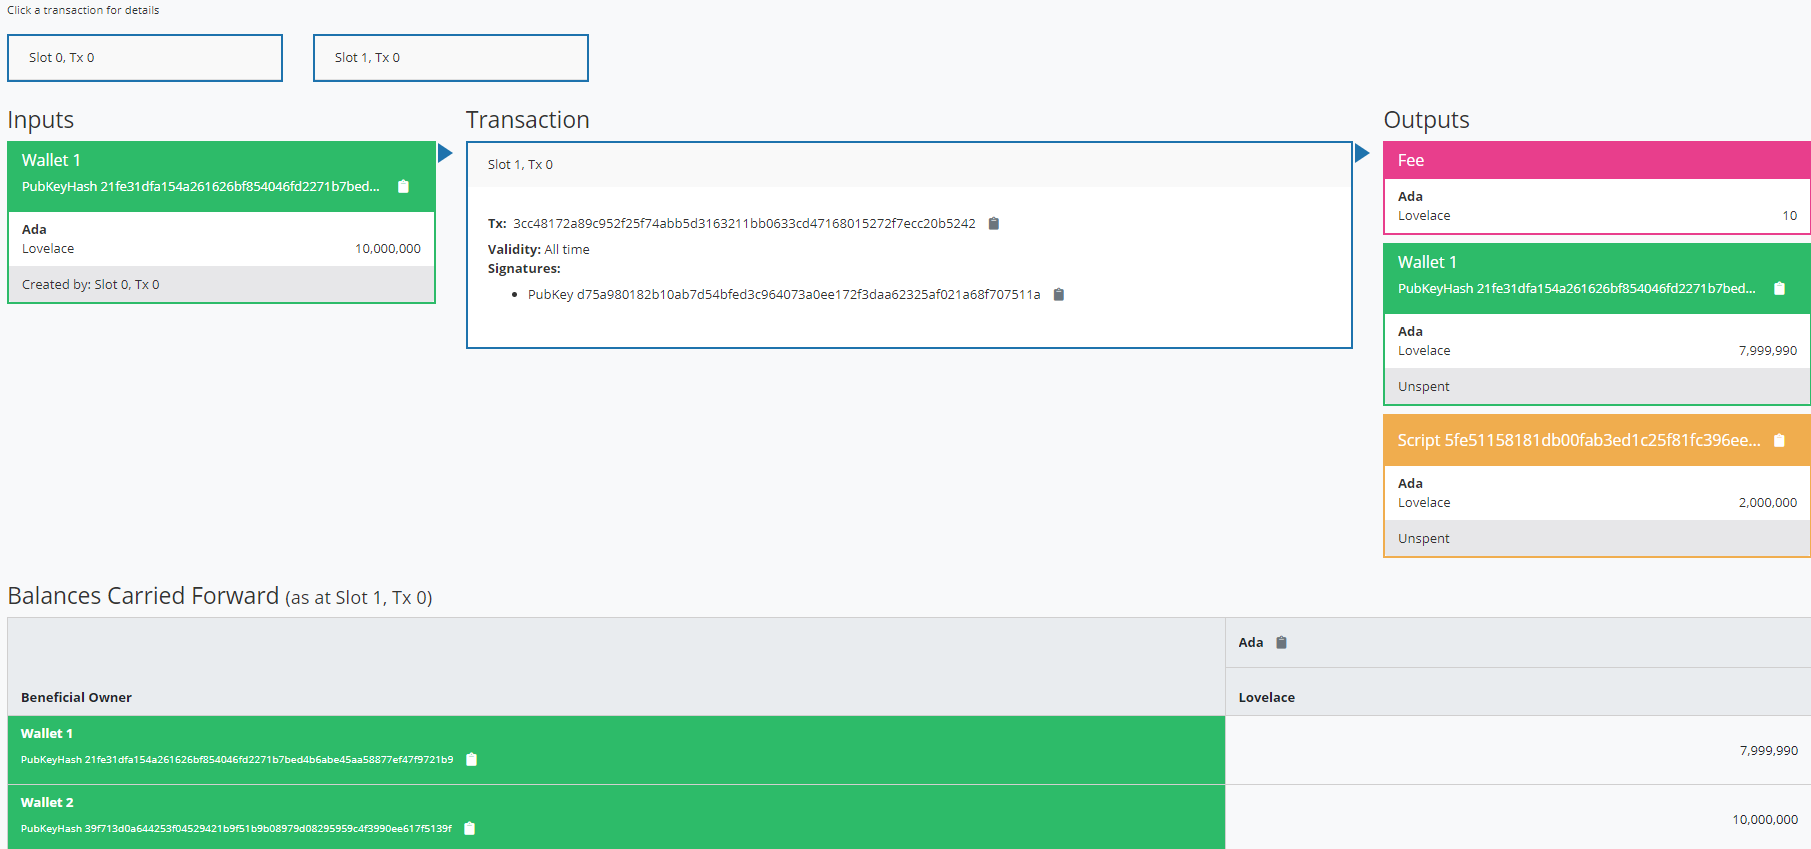 Click a transaction for details
Slot 0, Tx 0
Slot 1, Tx 0
Inputs
Wallet 1
PubKeyHash 21fe31dfa154a261626bf854046fd2271b7bed...
Ada
Lovelace 10,000,000
Created by: Slot 0, Tx 0
Transaction
Slot 1, Tx 0
Tx: 3cc48172a89c952f25f74abb5d3163211bb0633cd47168015272f7ecc20b5242
Validity: All time
Signatures:
• PubKey d75a980182b10ab7d54bfed3c964073a0ee172f3daa62325af021a68f707511a
Outputs
Fee
Ada
Lovelace 10
Wallet 1
PubKeyHash 21fe31dfa154a261626bf854046fd2271b7bed...
Ada
Lovelace 7,999,990
Unspent
Script 5fe51158181db00fab3ed1c25f81fc396ee...
Ada
Lovelace 2,000,000
Unspent
Balances Carried Forward (as at Slot 1, Tx 0)
Ada
Beneficial Owner Lovelace
Wallet 1
PubKeyHash 21fe31dfa154a261626bf854046fd2271b7bed4b6abe45aa58877ef47f9721b9
7,999,990
Wallet 2
PubKeyHash 39f713d0a644253f04529421b9f51b9b08979d08295959c4f3990ee617f5139f
10,000,000